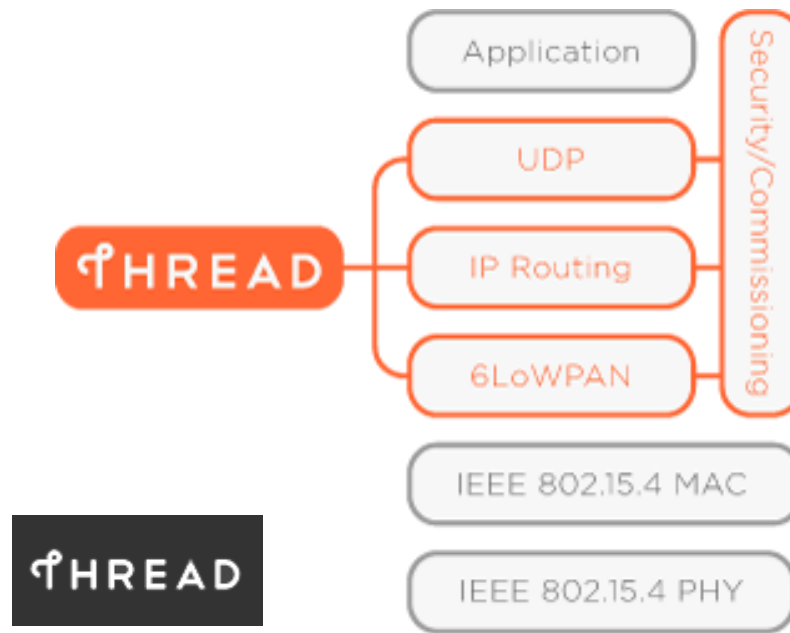 Application
Security/Commissioning
UDP
THREAD
IP Routing
6LoWPAN
IEEE 802.15.4 MAC
THREAD
IEEE 802.15.4 PHY